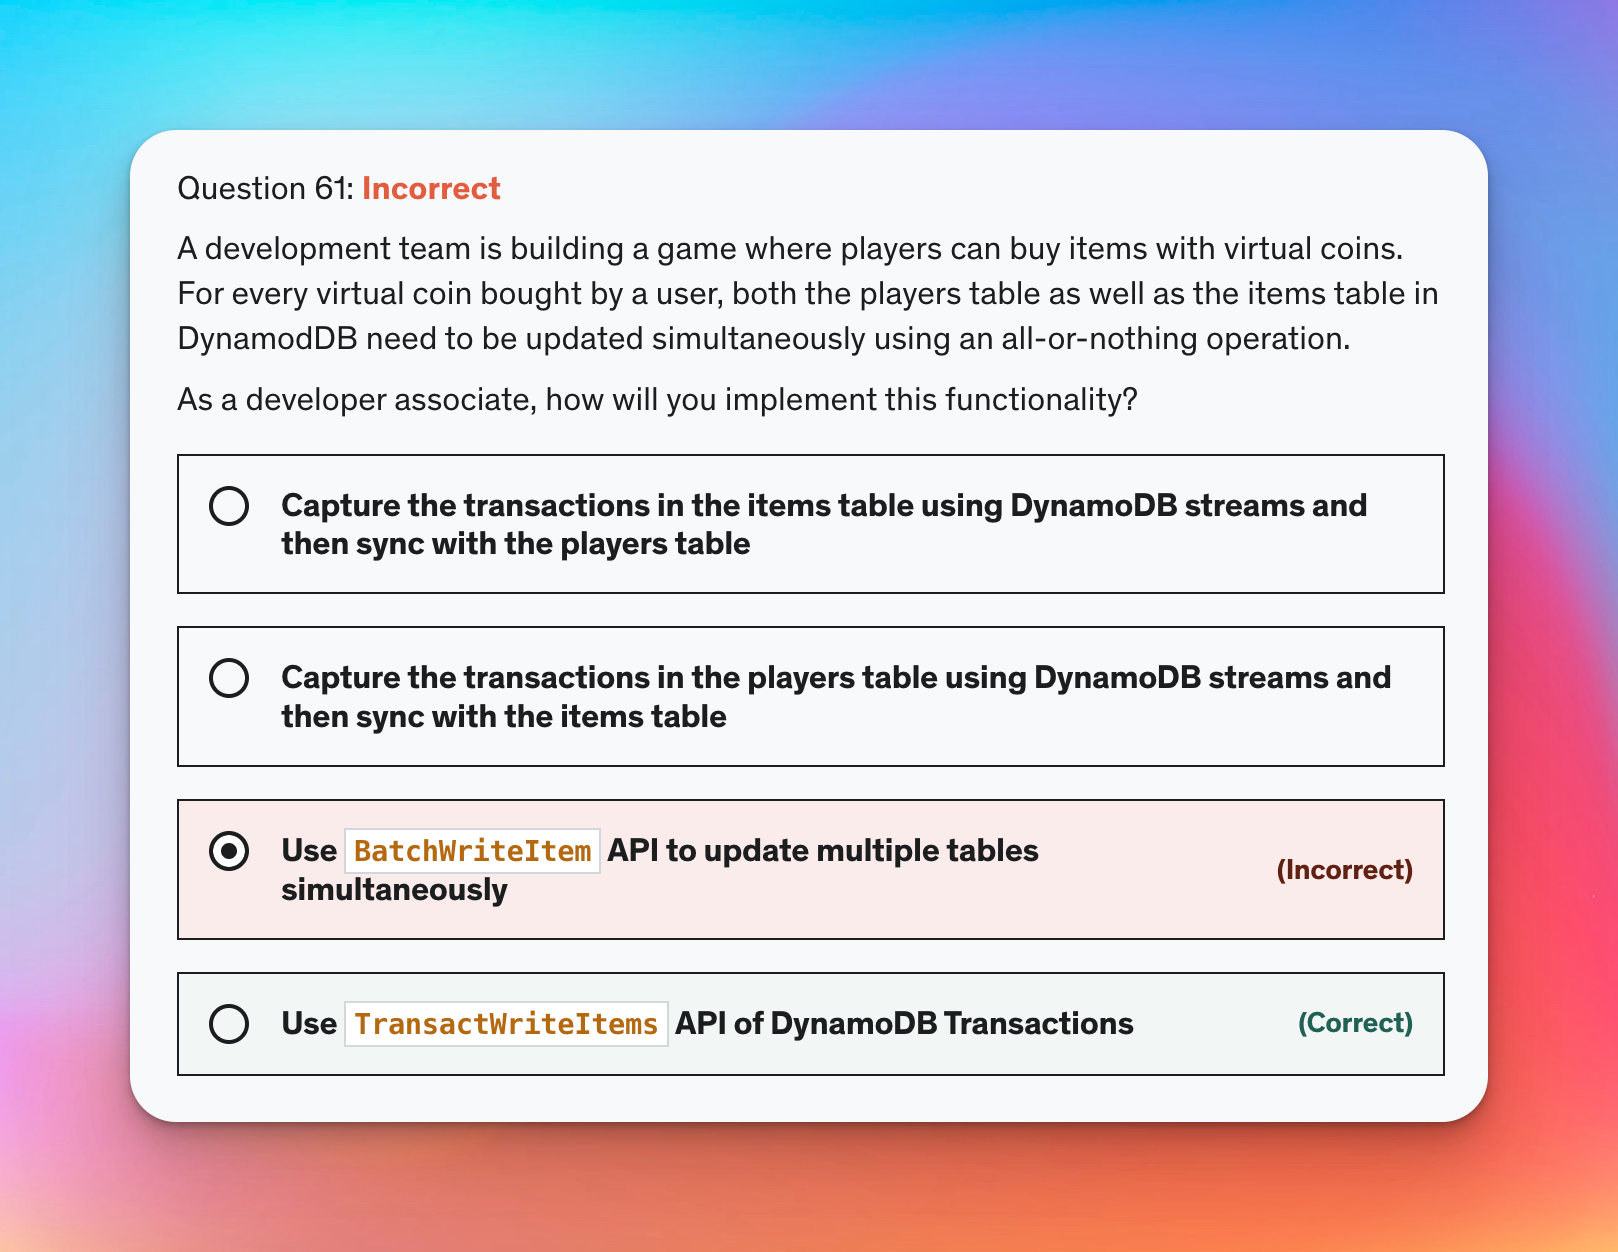 Question 61: Incorrect
A development team is building a game where players can buy items with virtual coins.
For every virtual coin bought by a user, both the players table as well as the items table in
DynamodDB need to be updated simultaneously using an all-or-nothing operation.
As a developer associate, how will you implement this functionality?
Capture the transactions in the items table using DynamoDB streams and
then sync with the players table
Capture the transactions in the players table using DynamoDB streams and
then sync with the items table
Use BatchWriteItem API to update multiple tables
simultaneously
(Incorrect)
Use TransactWriteItems API of DynamoDB Transactions
(Correct)